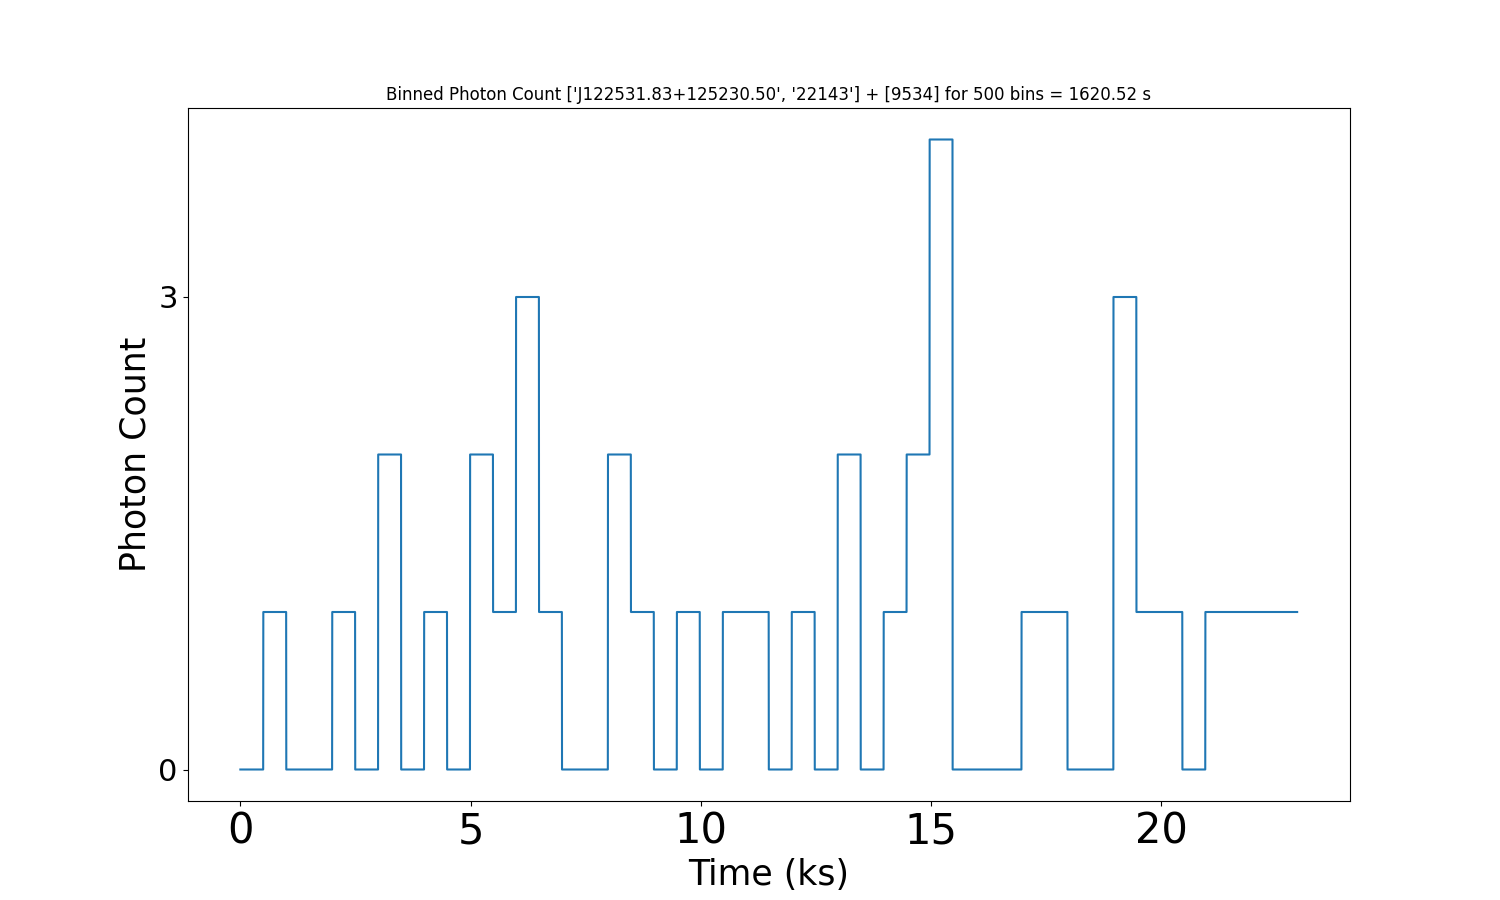 Binned Photon Count ['J122531.83+125230.50', '22143'] + [9534] for 500 bins = 1620.52 s
Photon Count
3
0
0 5 10 15 20
Time (ks)